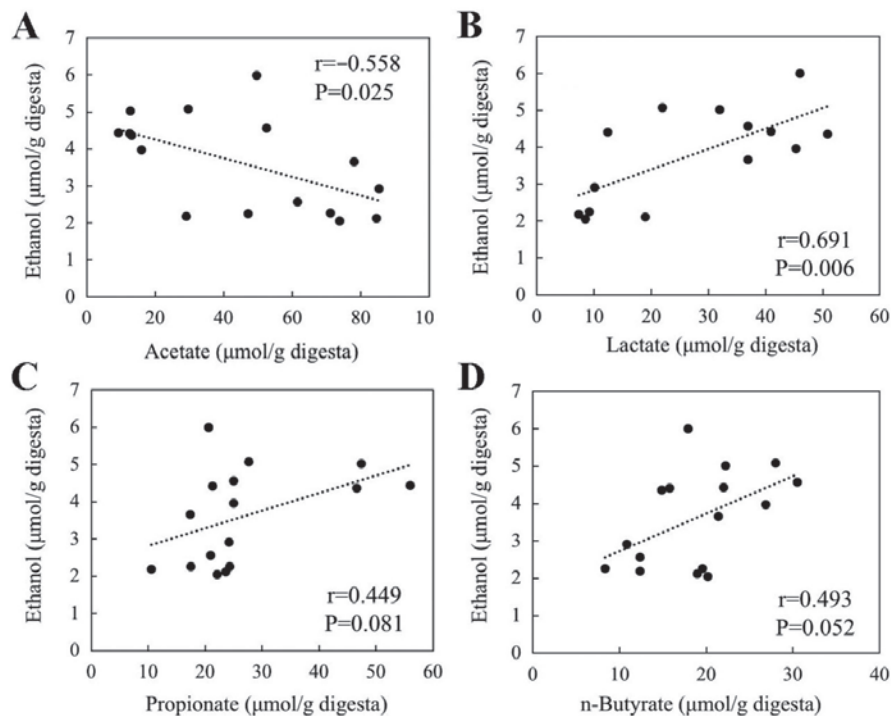 A
7
6
5
4
3
2
1
0
Ethanol (μmol/g digesta)
r=-0.558
P=0.025
0 20 40 60 80 10
Acetate (μmol/g digesta)
B
7
6
5
4
3
2
1
0
Ethanol (μmol/g digesta)
r=0.691
P=0.006
0 10 20 30 40 50 60
Lactate (μmol/g digesta)
C
7
6
5
4
3
2
1
0
Ethanol (μmol/g digesta)
r=0.449
P=0.081
0 10 20 30 40 50 60
Propionate (μmol/g digesta)
D
7
6
5
4
3
2
1
0
Ethanol (μmol/g digesta)
r=0.493
P=0.052
0 10 20 30 40
n-Butyrate (μmol/g digesta)